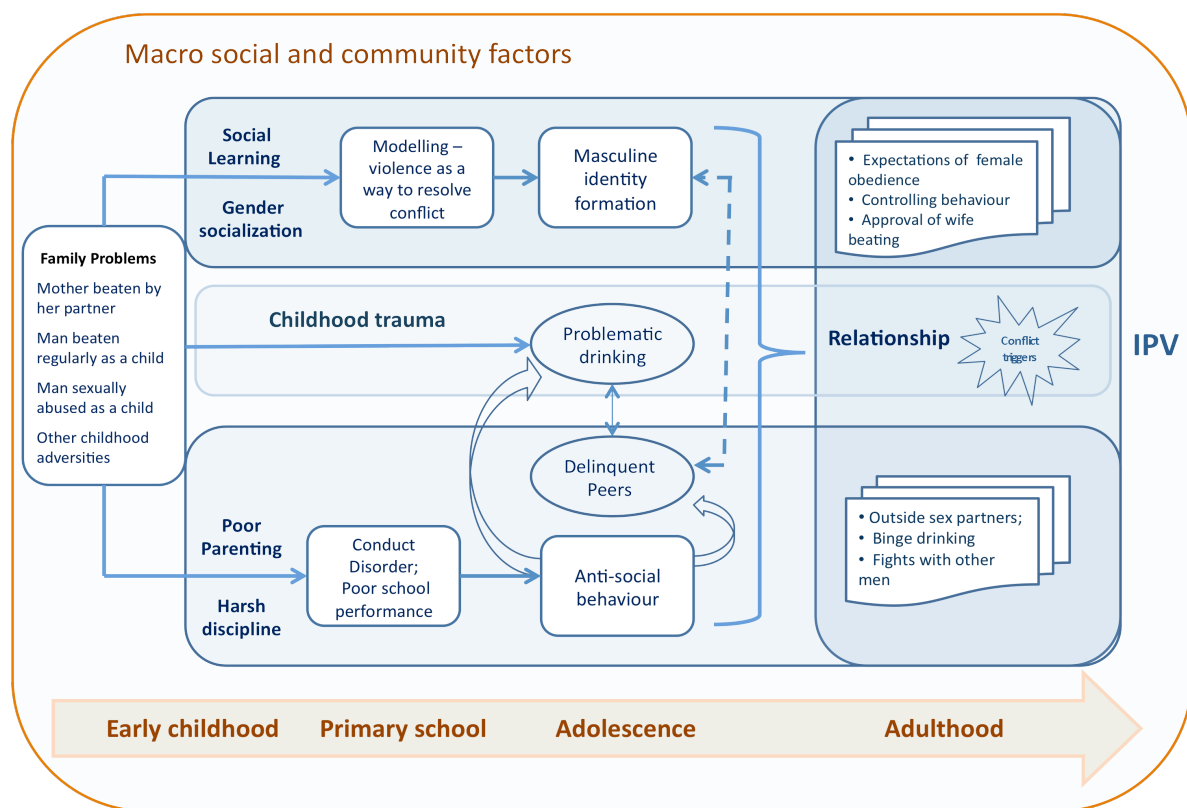 Macro social and community factors
Social
Learning
Gender
socialization
Modelling –
violence as a
way to resolve
conflict
Masculine
identity
formation
• Expectations of female
obedience
• Controlling behaviour
• Approval of wife
beating
Family Problems
Mother beaten by
her partner
Man beaten
regularly as a child
Man sexually
abused as a child
Other childhood
adversities
Childhood trauma
Problematic
drinking
Relationship
Conflict
triggers
IPV
Delinquent
Peers
Poor
Parenting
Harsh
discipline
Conduct
Disorder;
Poor school
performance
Anti-social
behaviour
• Outside sex partners;
• Binge drinking
• Fights with other
men
Early childhood
Primary school
Adolescence
Adulthood